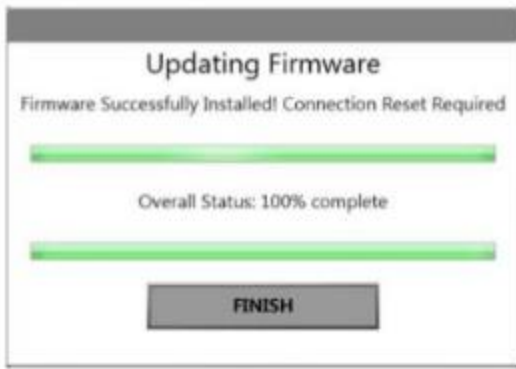 Updating Firmware
Firmware Successfully Installed! Connection Reset Required
Overall Status: 100% complete
FINISH